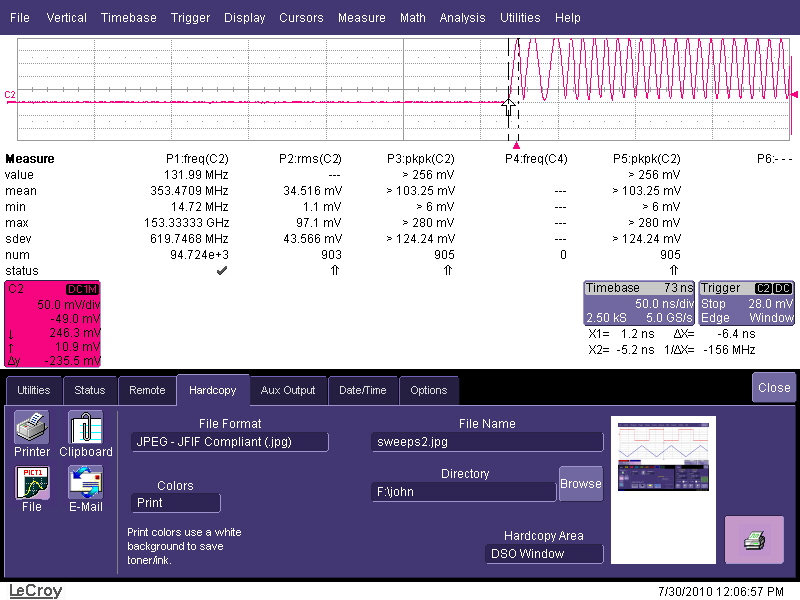 File Vertical Timebase Trigger Display Cursors Measure Math Analysis Utilities Help
C2
Measure P1:freq(C2) P2:rms(C2) P3:pkpk(C2) P4:freq(C4) P5:pkpk(C2) P6:- - -
value 131.99 MHz --- > 256 mV > 256 mV
mean 353.4709 MHz 34.516 mV > 103.25 mV --- > 103.25 mV
min 14.72 MHz 1.1 mV > 6 mV --- > 6 mV
max 153.33333 GHz 97.1 mV > 280 mV --- > 280 mV
sdev 619.7468 MHz 43.566 mV > 124.24 mV --- > 124.24 mV
num 94.724e+3 903 905 0 905
status
C2 DC1M
50.0 mV/div
-49.0 mV
↓ 246.3 mV
↑ 10.9 mV
Δy -235.5 mV
Timebase 73 ns
50.0 ns/div
2.50 kS 5.0 GS/s
Trigger C2 DC
Stop 28.0 mV
Edge Window
X1= 1.2 ns ΔX= -6.4 ns
X2= -5.2 ns 1/ΔX= -156 MHz
Utilities Status Remote Hardcopy Aux Output Date/Time Options Close
Printer Clipboard
PICT1
File E-Mail
File Format
JPEG - JFIF Compliant (.jpg)
Colors
Print
Print colors use a white
background to save
toner/ink.
File Name
sweeps2.jpg
Directory
F:\john
Browse
Hardcopy Area
DSO Window
LeCroy 7/30/2010 12:06:57 PM